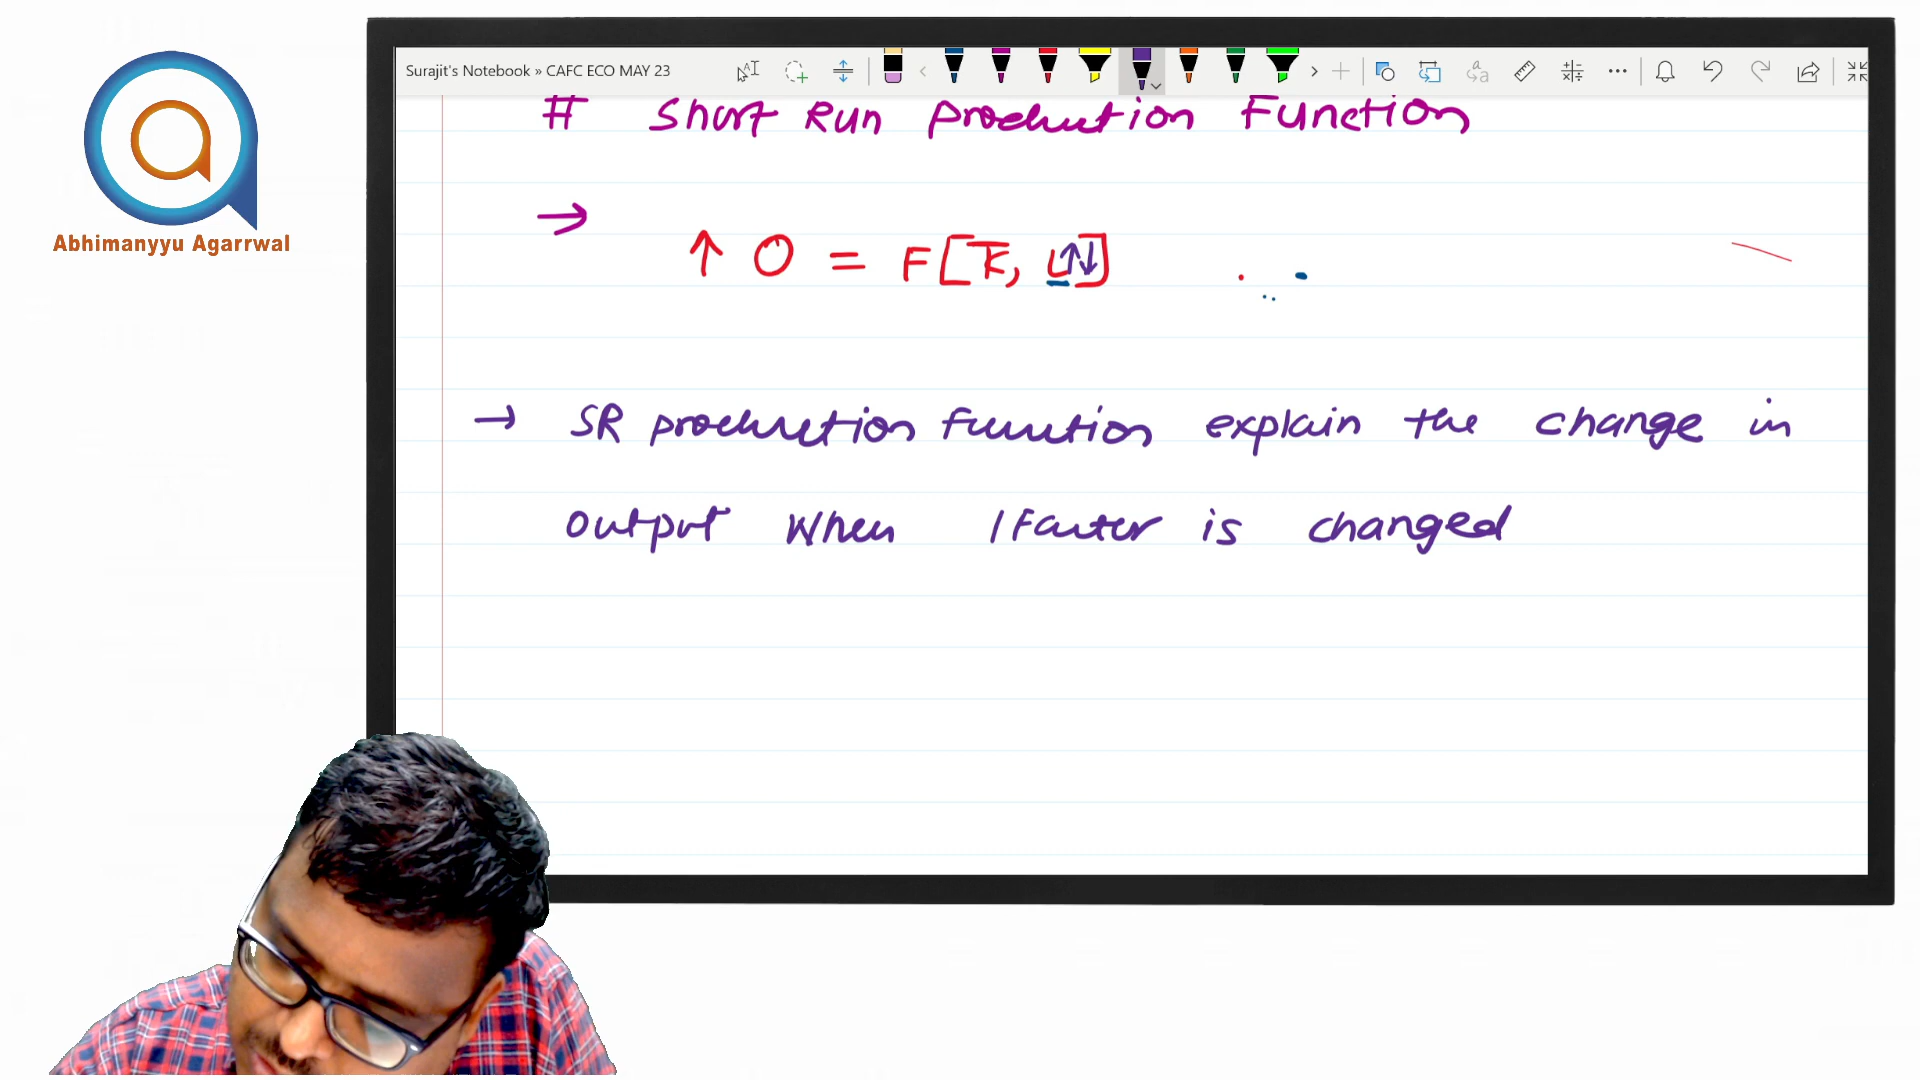 Surajit's Notebook » CAFC ECO MAY 23
# Short Run Production Function
→
↑ O = F[K̅, L↑↓]
→ SR production function explain the change in
output when 1 Factor is changed
Abhimanyyu Agarrwal